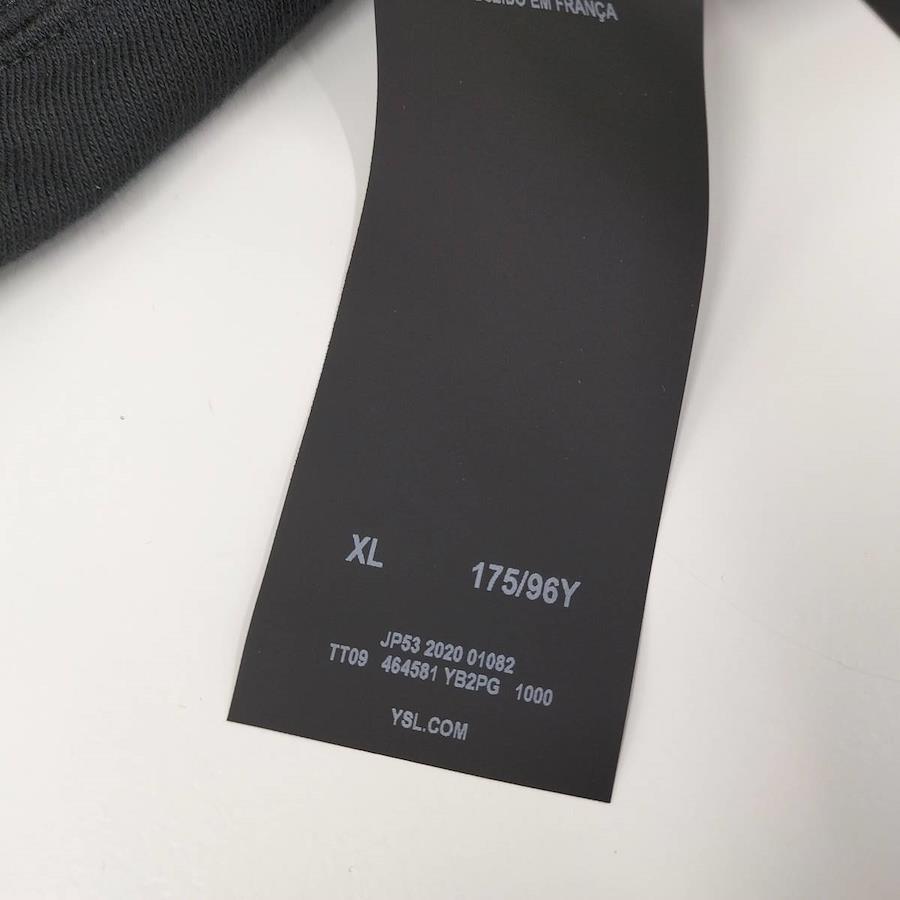 EM FRANÇA
XL 175/96Y
JP53 2020 01082
TT09 464581 YB2PG 1000
YSL.COM